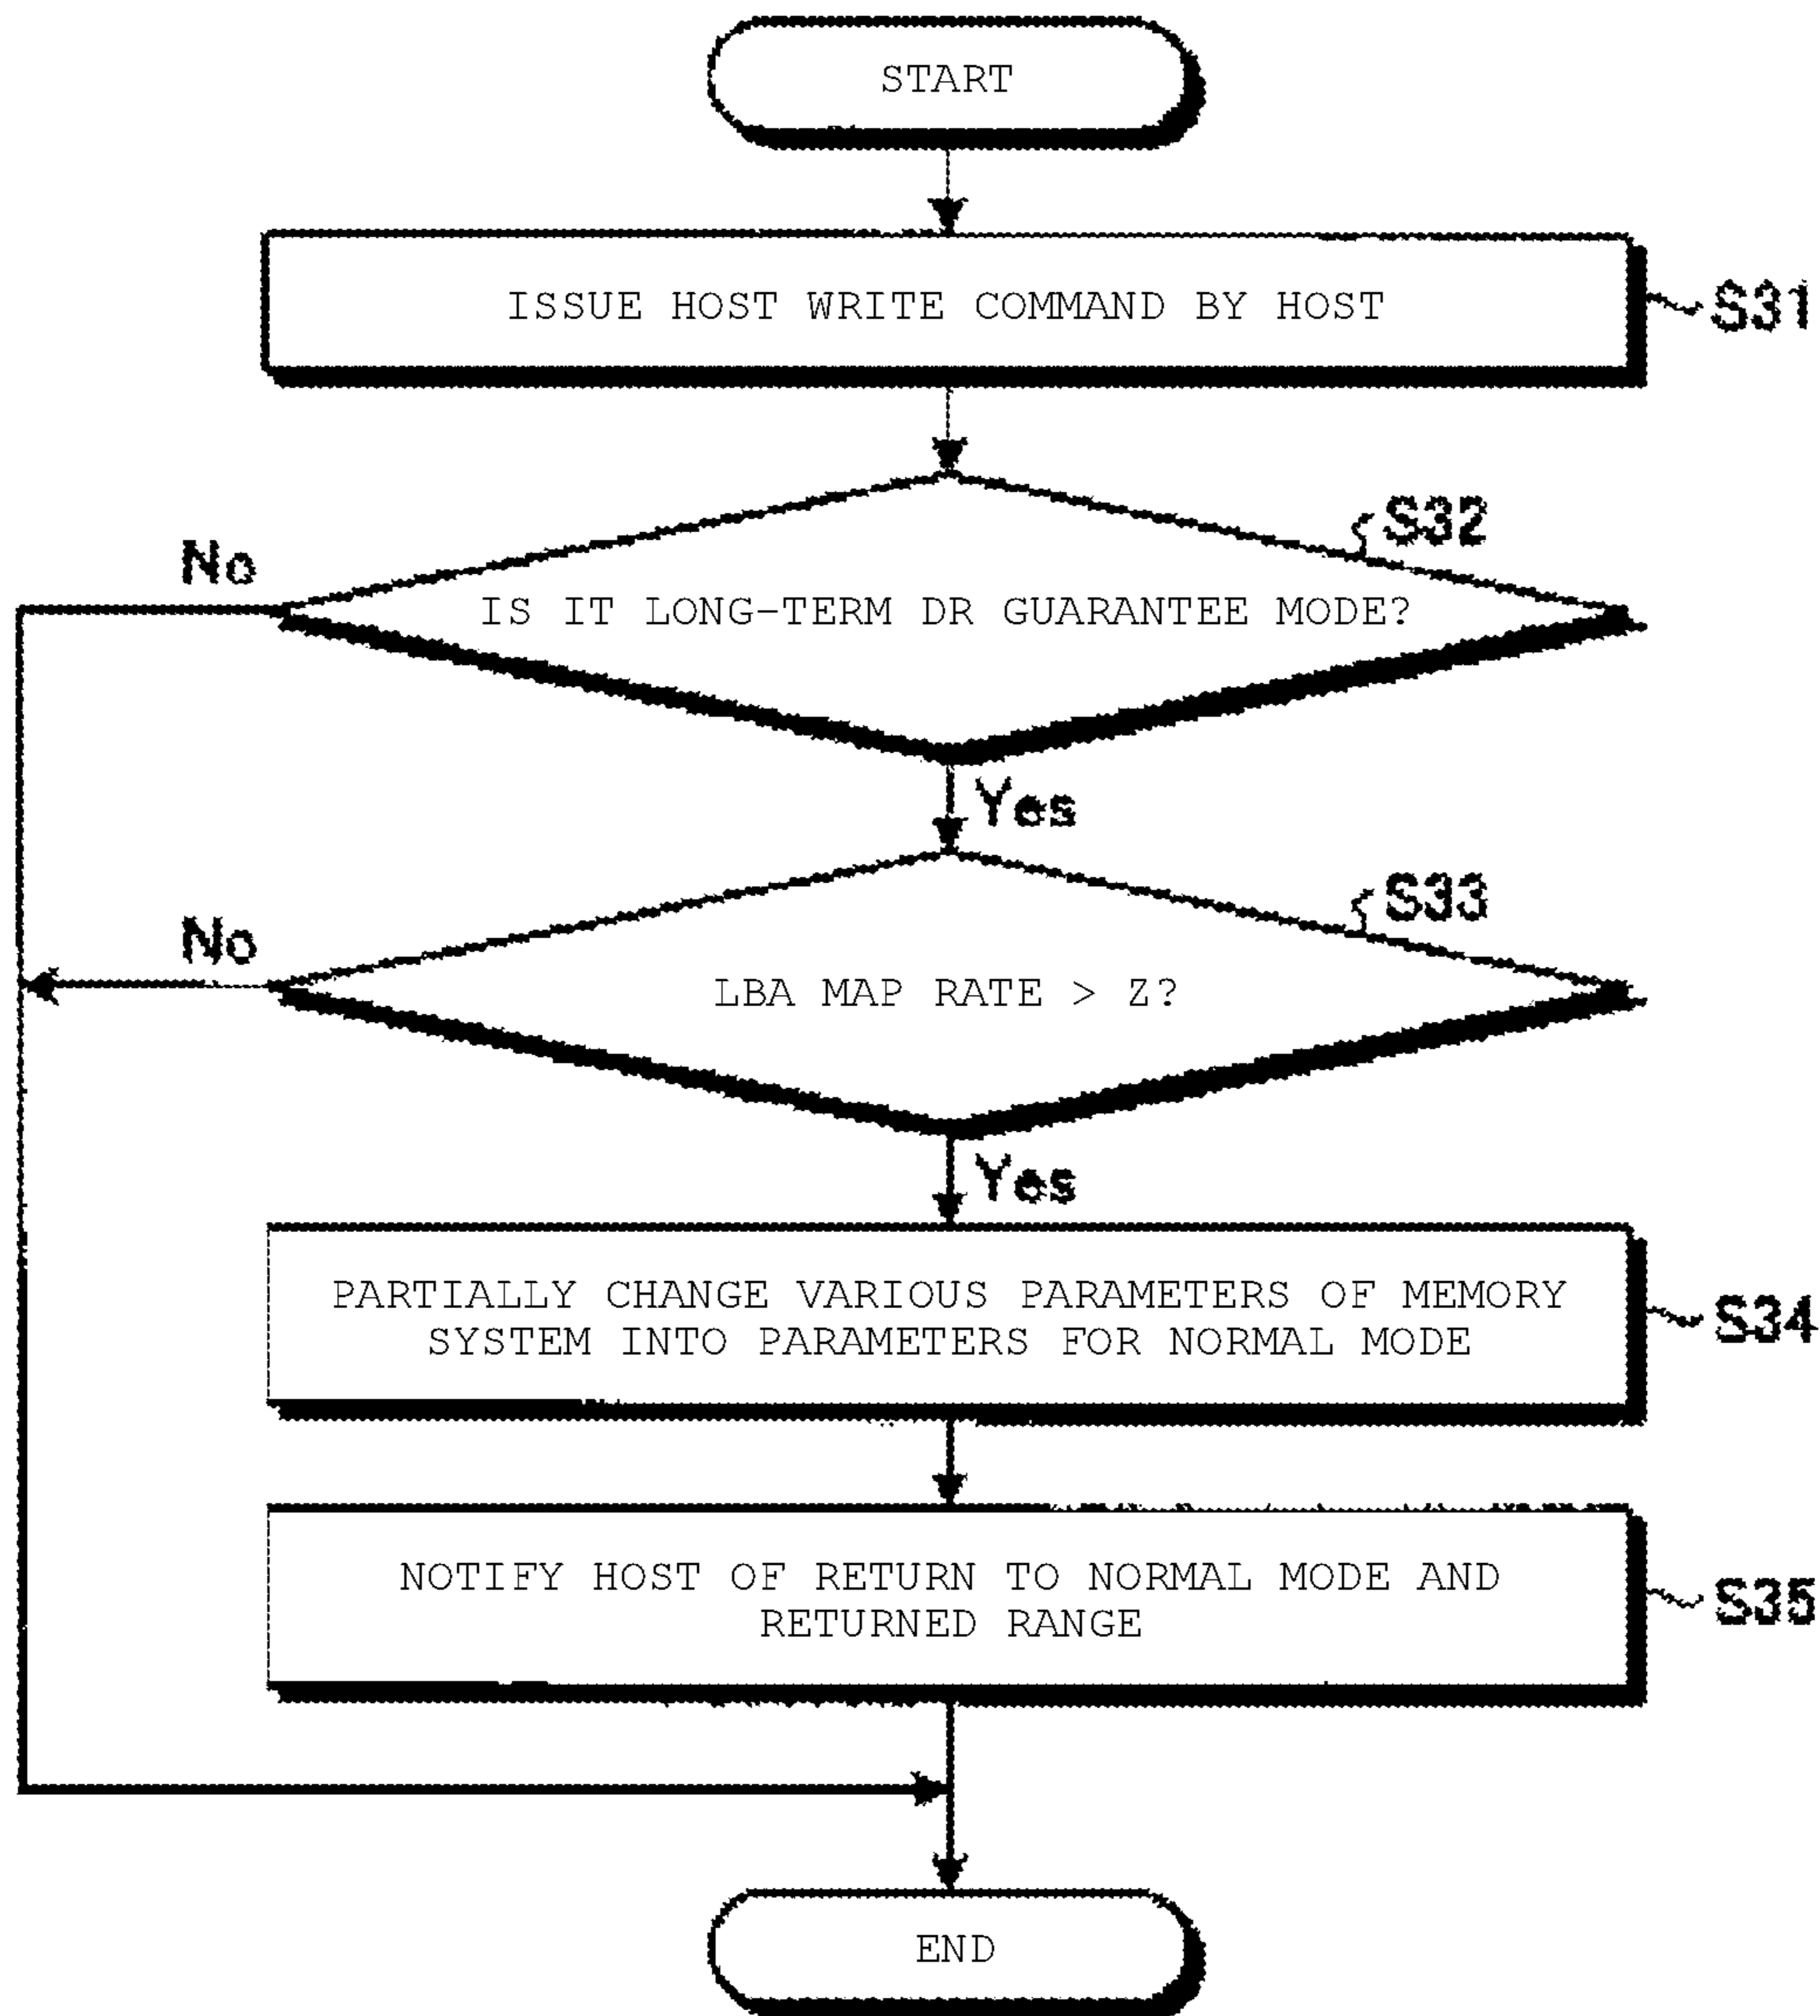 START
ISSUE HOST WRITE COMMAND BY HOST
S31
S32
No
IS IT LONG-TERM DR GUARANTEE MODE?
Yes
S33
No
LBA MAP RATE > Z?
Yes
PARTIALLY CHANGE VARIOUS PARAMETERS OF MEMORY
SYSTEM INTO PARAMETERS FOR NORMAL MODE
S34
NOTIFY HOST OF RETURN TO NORMAL MODE AND
RETURNED RANGE
S35
END